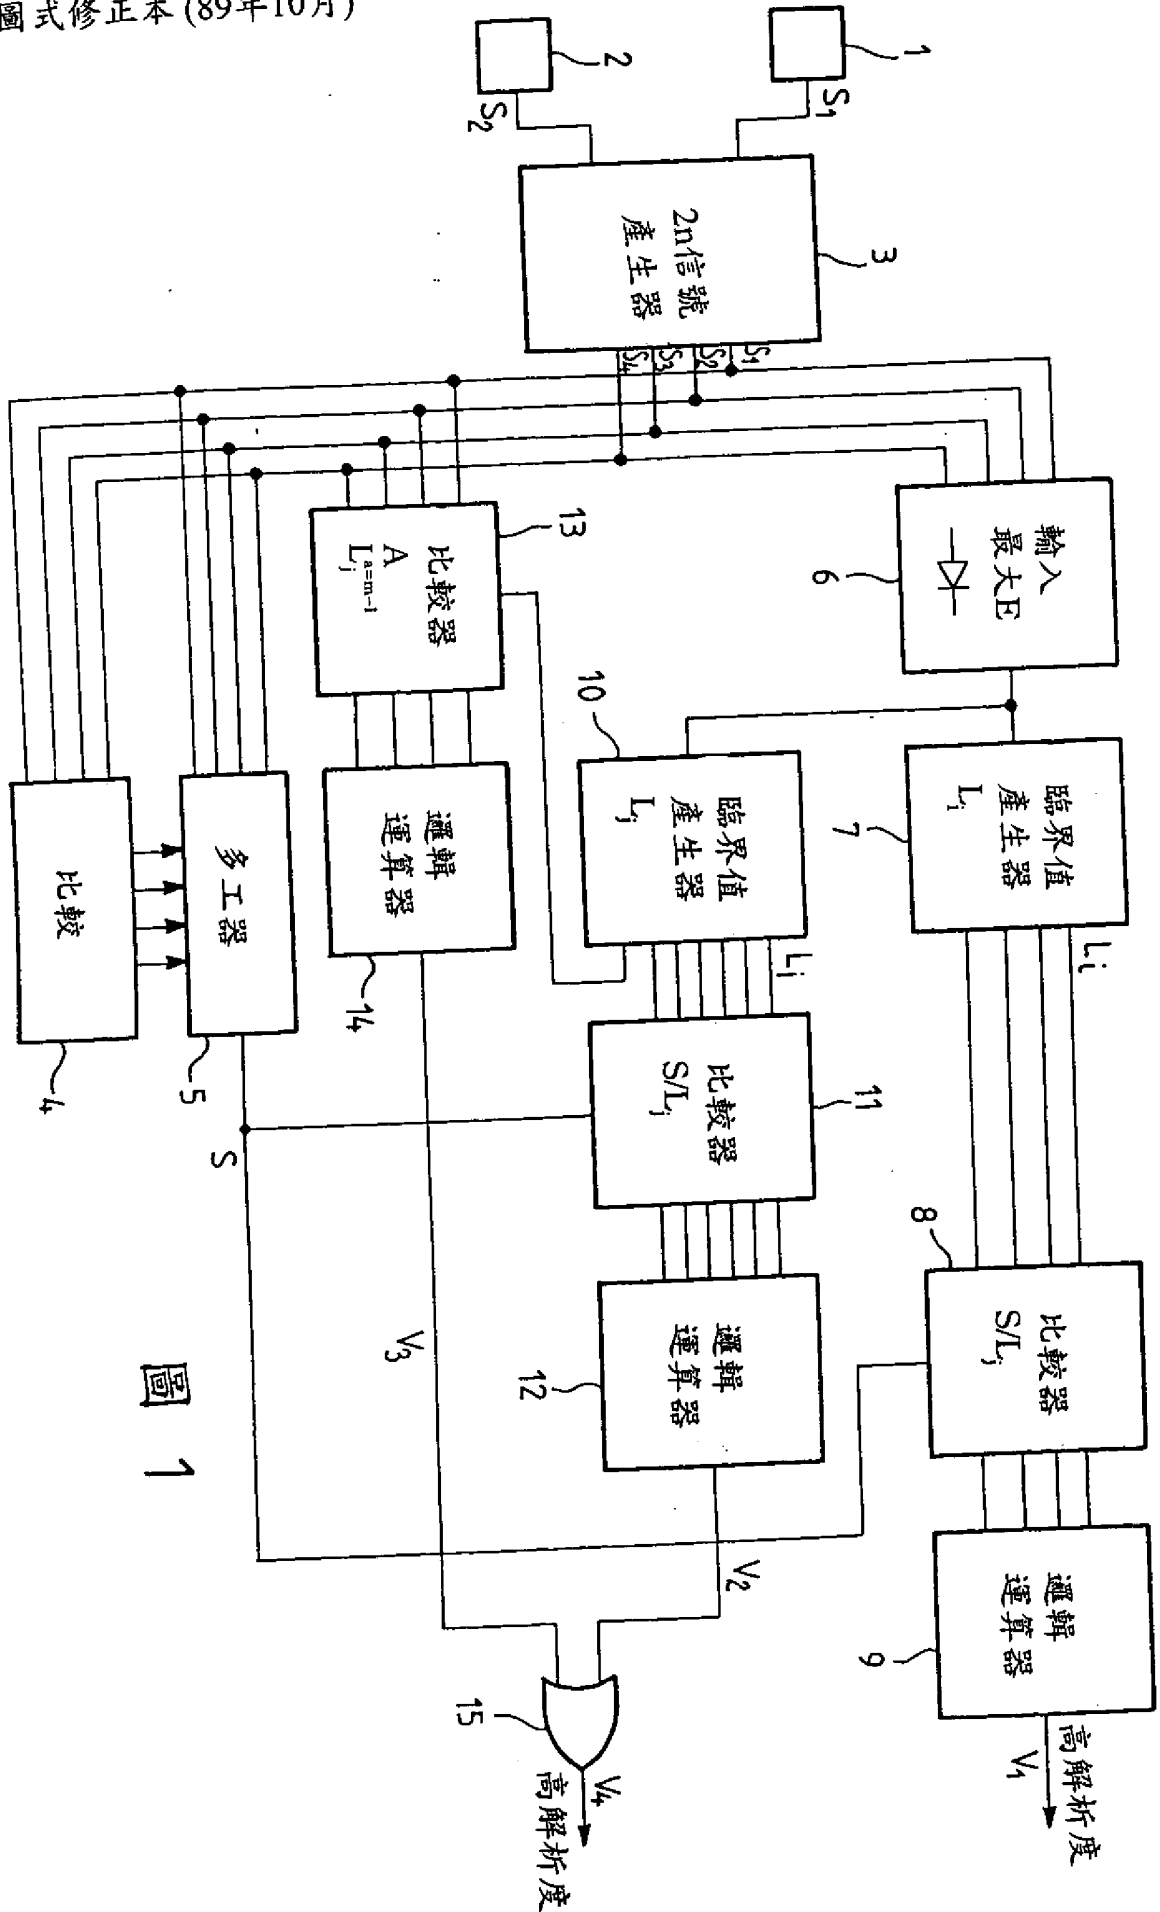 圖式修正本(89年10月)
1
S1
2
S2
3
2n信號
產生器
S1
S2
S3
S4
6
輸入
最大E
7
臨界值
產生器
Li
Li
8
比較器
S/Lj
9
邏輯
運算器
V1
高解析度
10
臨界值
產生器
Lj
Lj
11
比較器
S/Lj
12
邏輯
運算器
V2
13
比較器
A
Lj a=m-1
14
邏輯
運算器
V3
15
V4
高解析度
多工器
5
S
比較
4
圖 1